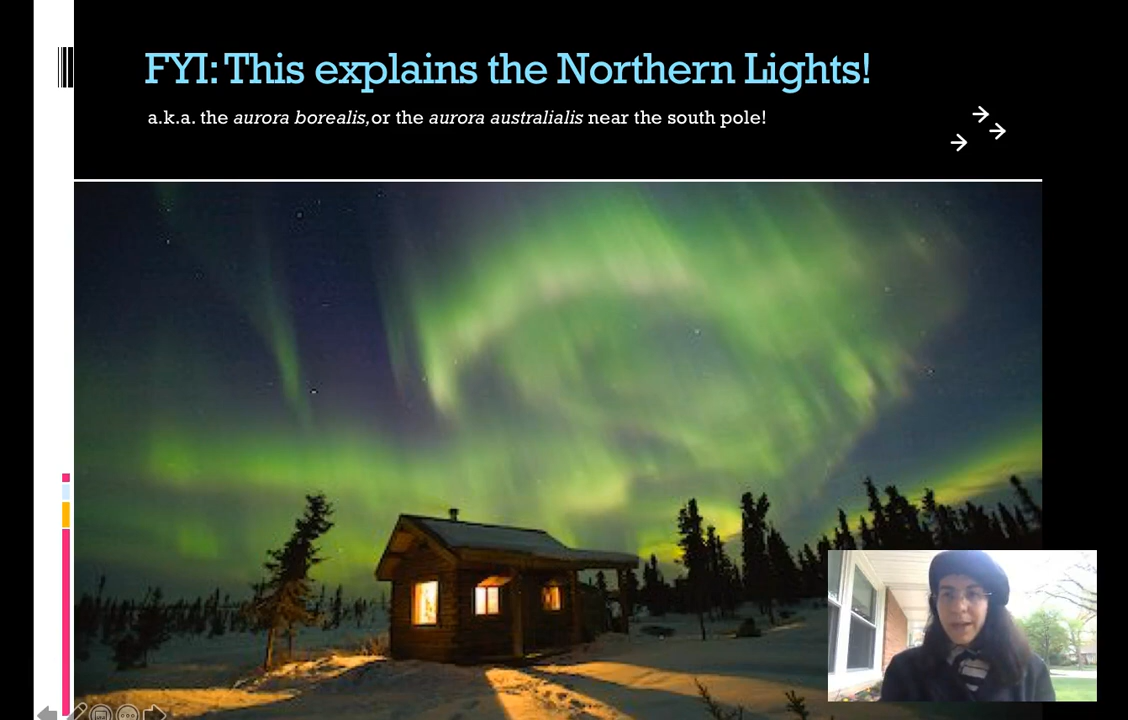 FYI: This explains the Northern Lights!
a.k.a. the aurora borealis, or the aurora australialis near the south pole!